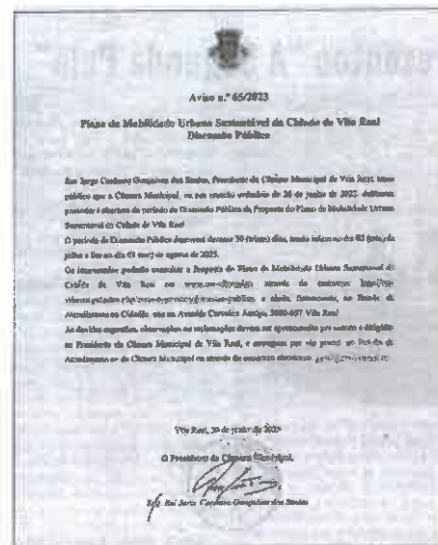 Aviso n.º 65/2023
Plano de Mobilidade Urbana Sustentável da Cidade de Vila Real
Discussão Pública
Rui Jorge Cordeiro Gonçalves dos Santos, Presidente da Câmara Municipal de Vila Real, torna
público que a Câmara Municipal, na sua reunião ordinária de 26 de junho de 2023, deliberou
proceder à abertura do período de Discussão Pública da Proposta do Plano de Mobilidade Urbana
Sustentável da Cidade de Vila Real
O período de Discussão Pública decorrerá durante 30 (trinta) dias, tendo início no dia
julho e fim no dia de agosto de 2023.
Os interessados poderão consultar a Proposta do Plano de Mobilidade Urbana Sustentável da
Cidade de Vila Real em através do endereço:
e ainda, fisicamente, no Balcão de
Atendimento ao Cidadão, sito na Avenida Carvalho Araújo, 5000-657 Vila Real
As devidas sugestões, observações ou reclamações devem ser apresentadas por escrito e dirigidas
ao Presidente da Câmara Municipal de Vila Real, e entregues por via postal, no Balcão de
Atendimento da Câmara Municipal ou através do endereço eletrónico:
Vila Real, de de 2023
O Presidente da Câmara Municipal,
Eng. Rui Jorge Cordeiro Gonçalves dos Santos